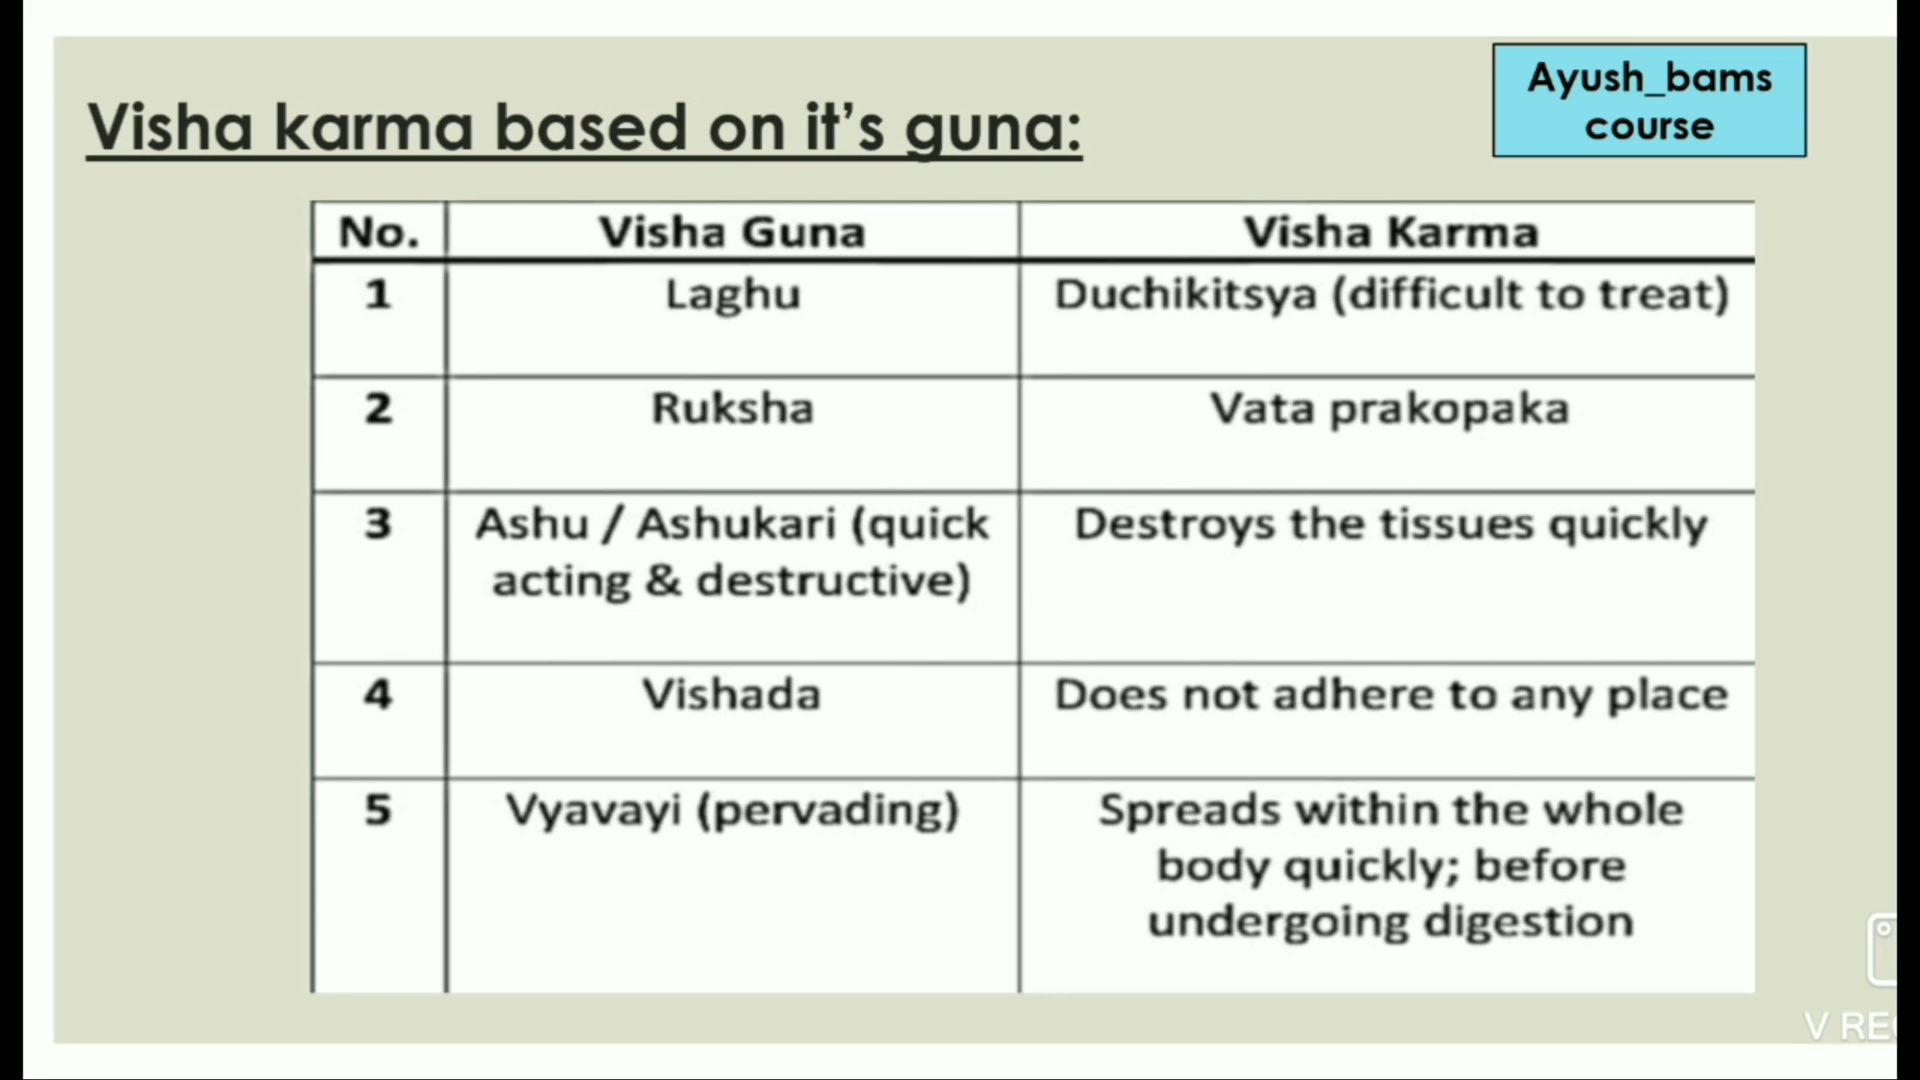 Visha karma based on it's guna:
Ayush_bams
course
No. Visha Guna Visha Karma
1 Laghu Duchikitsya (difficult to treat)
2 Ruksha Vata prakopaka
3 Ashu / Ashukari (quick Destroys the tissues quickly
acting & destructive)
4 Vishada Does not adhere to any place
5 Vyavayi (pervading) Spreads within the whole
body quickly; before
undergoing digestion
V REC